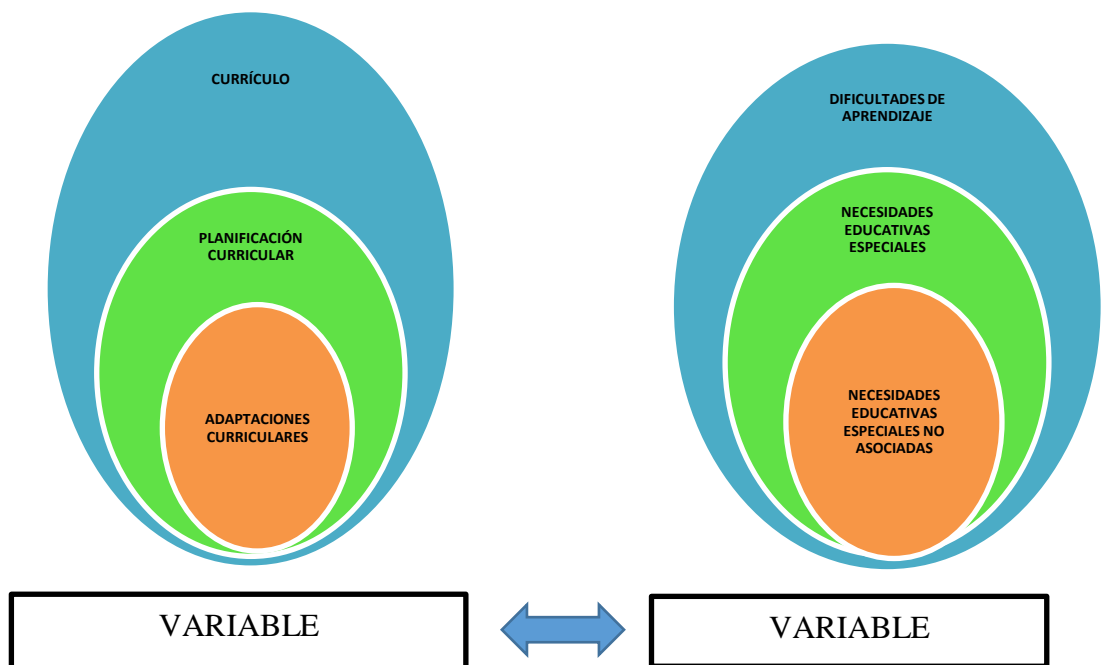 CURRÍCULO
PLANIFICACIÓN
CURRICULAR
ADAPTACIONES
CURRICULARES
VARIABLE
DIFICULTADES DE
APRENDIZAJE
NECESIDADES
EDUCATIVAS
ESPECIALES
NECESIDADES
EDUCATIVAS
ESPECIALES NO
ASOCIADAS
VARIABLE